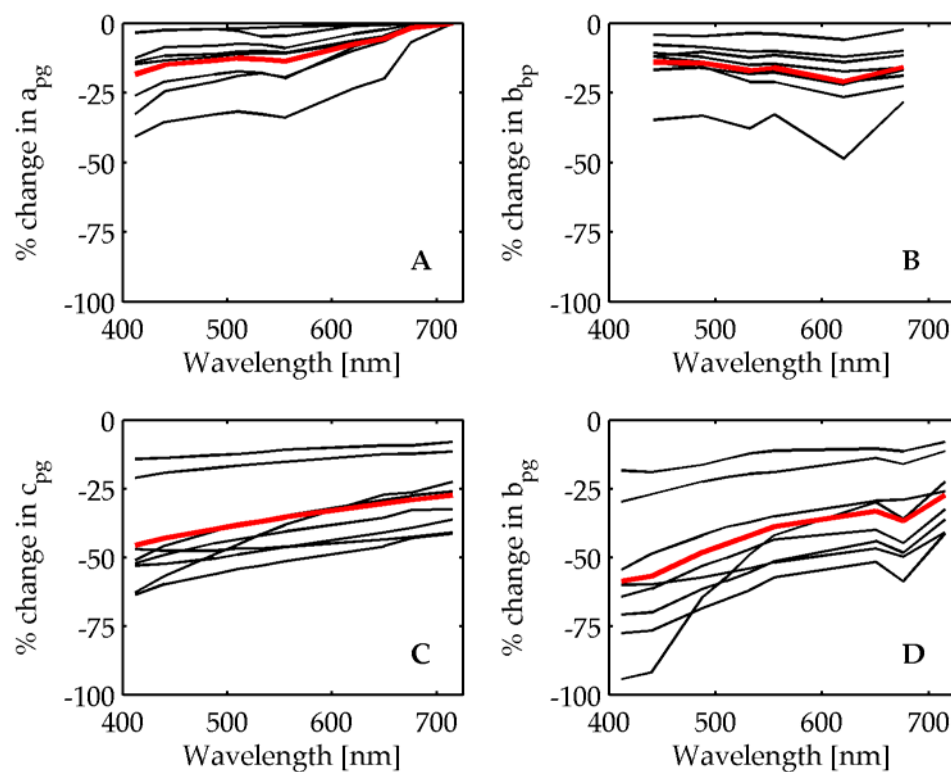 % change in a_pg
0
-25
-50
-75
-100
400 500 600 700
Wavelength [nm]
A
% change in b_bp
0
-25
-50
-75
-100
400 500 600 700
Wavelength [nm]
B
% change in c_pg
0
-25
-50
-75
-100
400 500 600 700
Wavelength [nm]
C
% change in b_pg
0
-25
-50
-75
-100
400 500 600 700
Wavelength [nm]
D